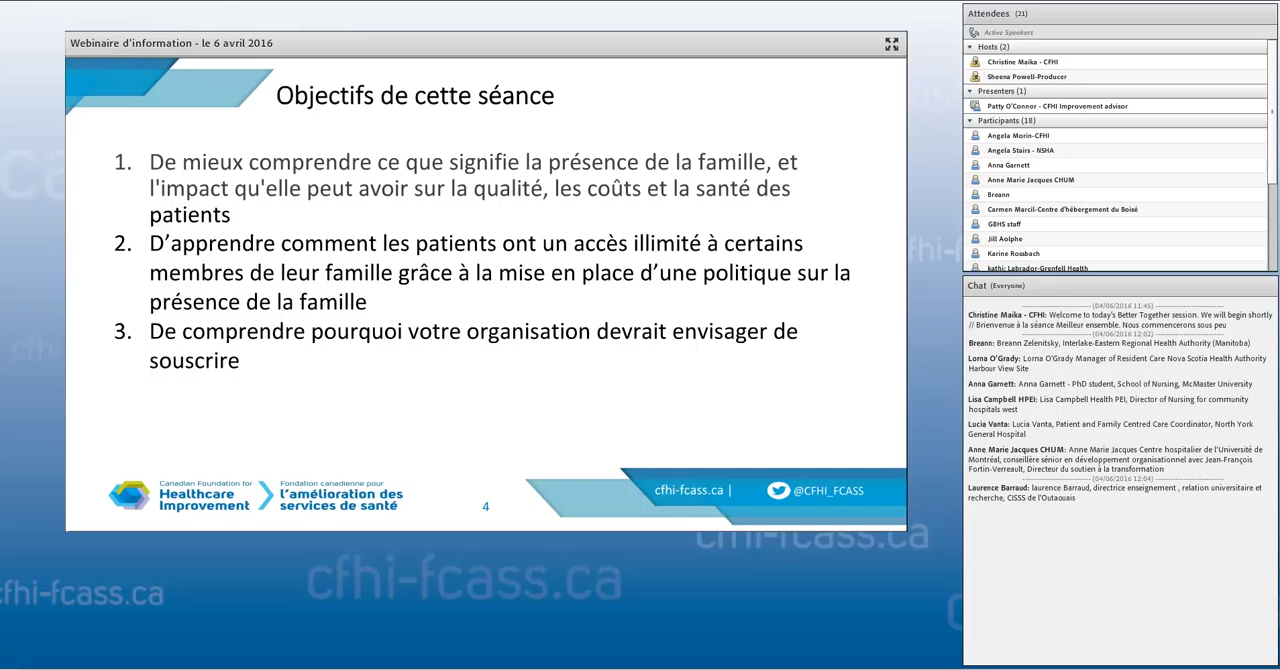 Webinaire d'information - le 6 avril 2016
Objectifs de cette séance
1. De mieux comprendre ce que signifie la présence de la famille, et
l'impact qu'elle peut avoir sur la qualité, les coûts et la santé des
patients
2. D’apprendre comment les patients ont un accès illimité à certains
membres de leur famille grâce à la mise en place d’une politique sur la
présence de la famille
3. De comprendre pourquoi votre organisation devrait envisager de
souscrire
Canadian Foundation for
Healthcare
Improvement
Fondation canadienne pour
l'amélioration des
services de santé
4
cfhi-fcass.ca |
@CFHI_FCASS
cfhi-fcass.ca
cfhi-fcass.ca
cfhi-fcass.ca
Attendees (21)
Active Speakers
Hosts (2)
Christine Maika - CFHI
Sheena Powell-Producer
Presenters (1)
Patty O'Connor - CFHI Improvement advisor
Participants (18)
Angela Morin-CFHI
Angela Stairs - NSHA
Anna Garnett
Anne Marie Jacques CHUM
Breann
Carmen Marcil-Centre d'hébergement du Boisé
GBHS staff
Jill Aolphe
Karine Rossbach
kathi: Labrador-Grenfell Health
Chat (Everyone)
(04/06/2016 11:45)
Christine Maika - CFHI: Welcome to today's Better Together session. We will begin shortly
// Brienvenue à la séance Meilleur ensemble. Nous commencerons sous peu
(04/06/2016 12:02)
Breann: Breann Zelenitsky, Interlake-Eastern Regional Health Authority (Manitoba)
Lorna O'Grady: Lorna O'Grady Manager of Resident Care Nova Scotia Health Authority
Harbour View Site
Anna Garnett: Anna Garnett - PhD student, School of Nursing, McMaster University
Lisa Campbell HPEI: Lisa Campbell Health PEI, Director of Nursing for community
hospitals west
Lucia Vanta: Lucia Vanta, Patient and Family Centred Care Coordinator, North York
General Hospital
Anne Marie Jacques CHUM: Anne Marie Jacques Centre hospitalier de l'Université de
Montréal, conseillère sénior en développement organisationnel avec Jean-François
Fortin-Verreault, Directeur du soutien à la transformation
(04/06/2016 12:04)
Laurence Barraud: laurence Barraud, directrice enseignement , relation universitaire et
recherche, CISSS de l'Outaouais